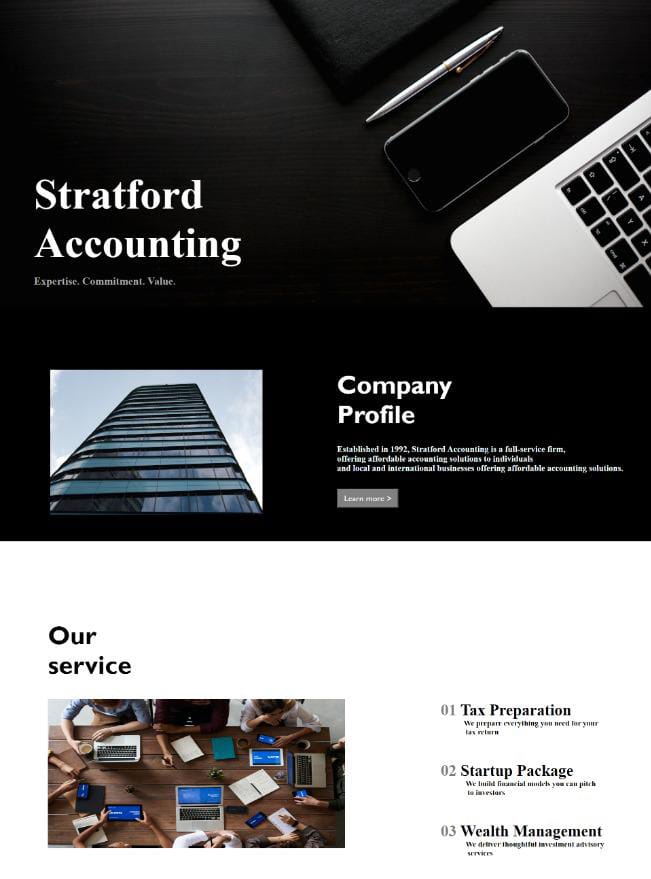 Stratford
Accounting
Expertise. Commitment. Value.
Company
Profile
Established in 1992, Stratford Accounting is a full-service firm,
offering affordable accounting solutions to individuals
and local and international businesses offering affordable accounting solutions.
Learn more >
Our
service
01 Tax Preparation
We prepare everything you need for your
tax return
02 Startup Package
We build financial models you can pitch
to investors
03 Wealth Management
We deliver thoughtful investment advisory
services